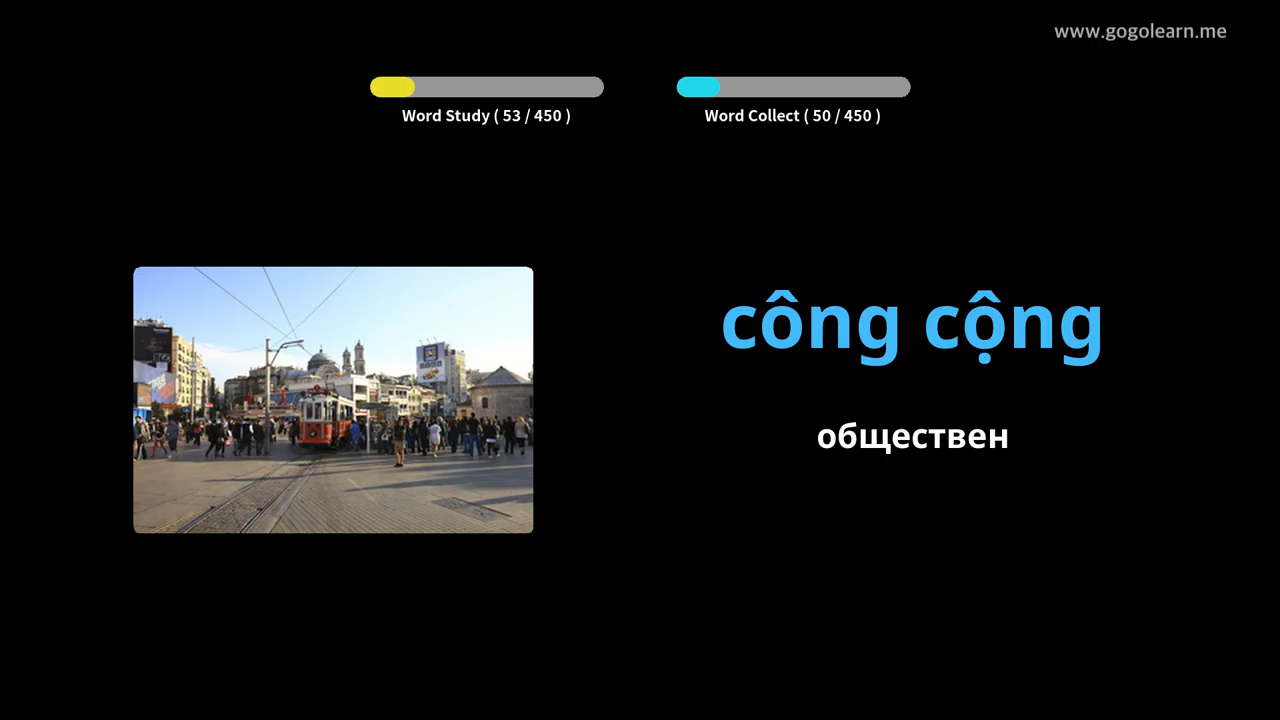 www.gogolearn.me
Word Study ( 53 / 450 )
Word Collect ( 50 / 450 )
công cộng
обществен